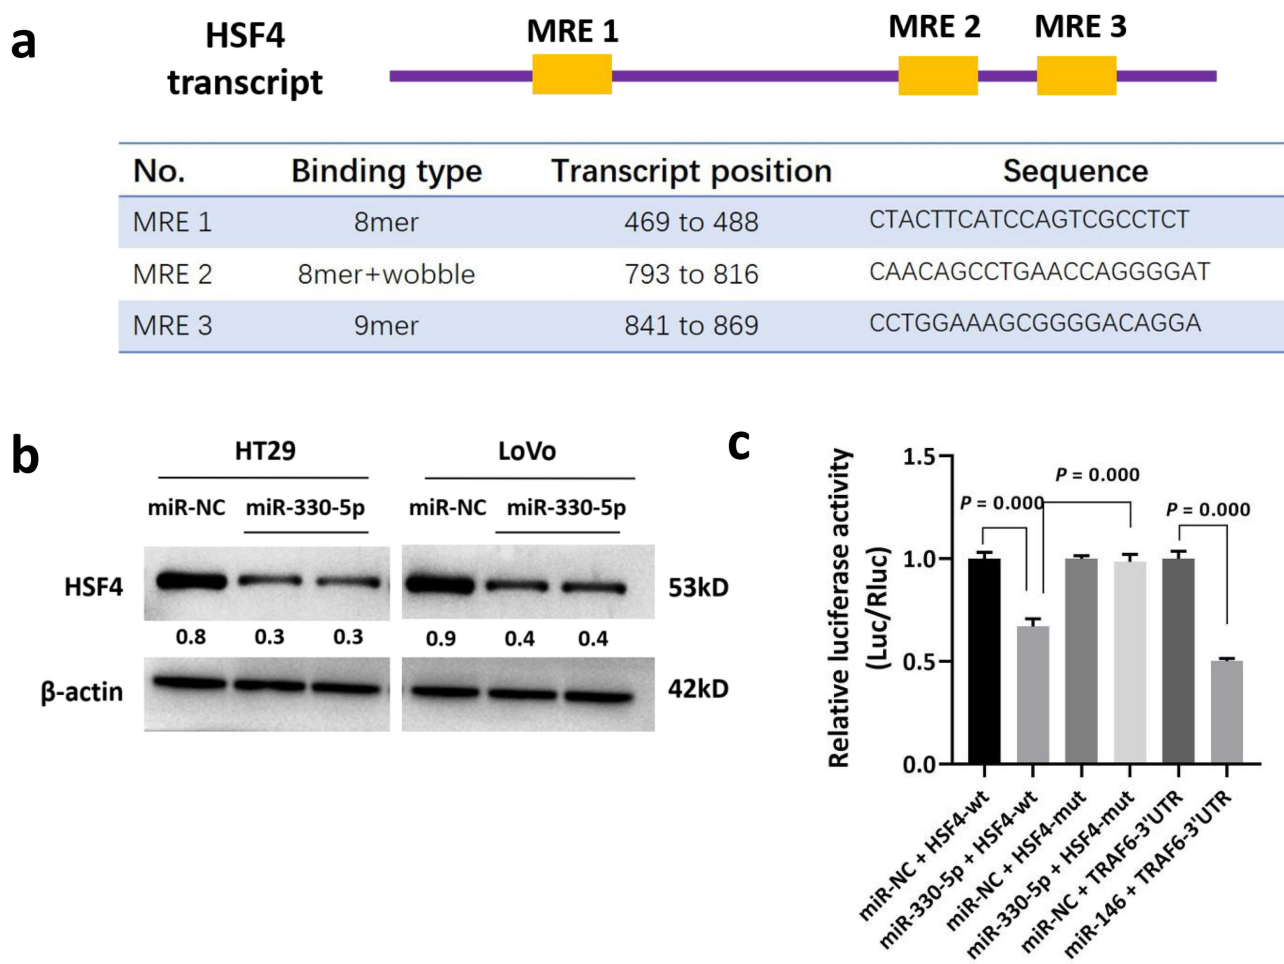 a
HSF4
transcript
MRE 1
MRE 2
MRE 3
No. Binding type Transcript position Sequence
MRE 1 8mer 469 to 488 CTACTTCATCCAGTCGCCTCT
MRE 2 8mer+wobble 793 to 816 CAACAGCCTGAACCAGGGGAT
MRE 3 9mer 841 to 869 CCTGGAAAGCGGGGACAGGA
b
HT29 LoVo
miR-NC miR-330-5p miR-NC miR-330-5p
HSF4 53kD
0.8 0.3 0.3 0.9 0.4 0.4
β-actin 42kD
c
Relative luciferase activity
(Luc/Rluc)
1.5
1.0
0.5
0.0
P = 0.000
P = 0.000
P = 0.000
miR-NC + HSF4-wt
miR-330-5p + HSF4-wt
miR-NC + HSF4-mut
miR-330-5p + HSF4-mut
miR-NC + TRAF6-3'UTR
miR-146 + TRAF6-3'UTR